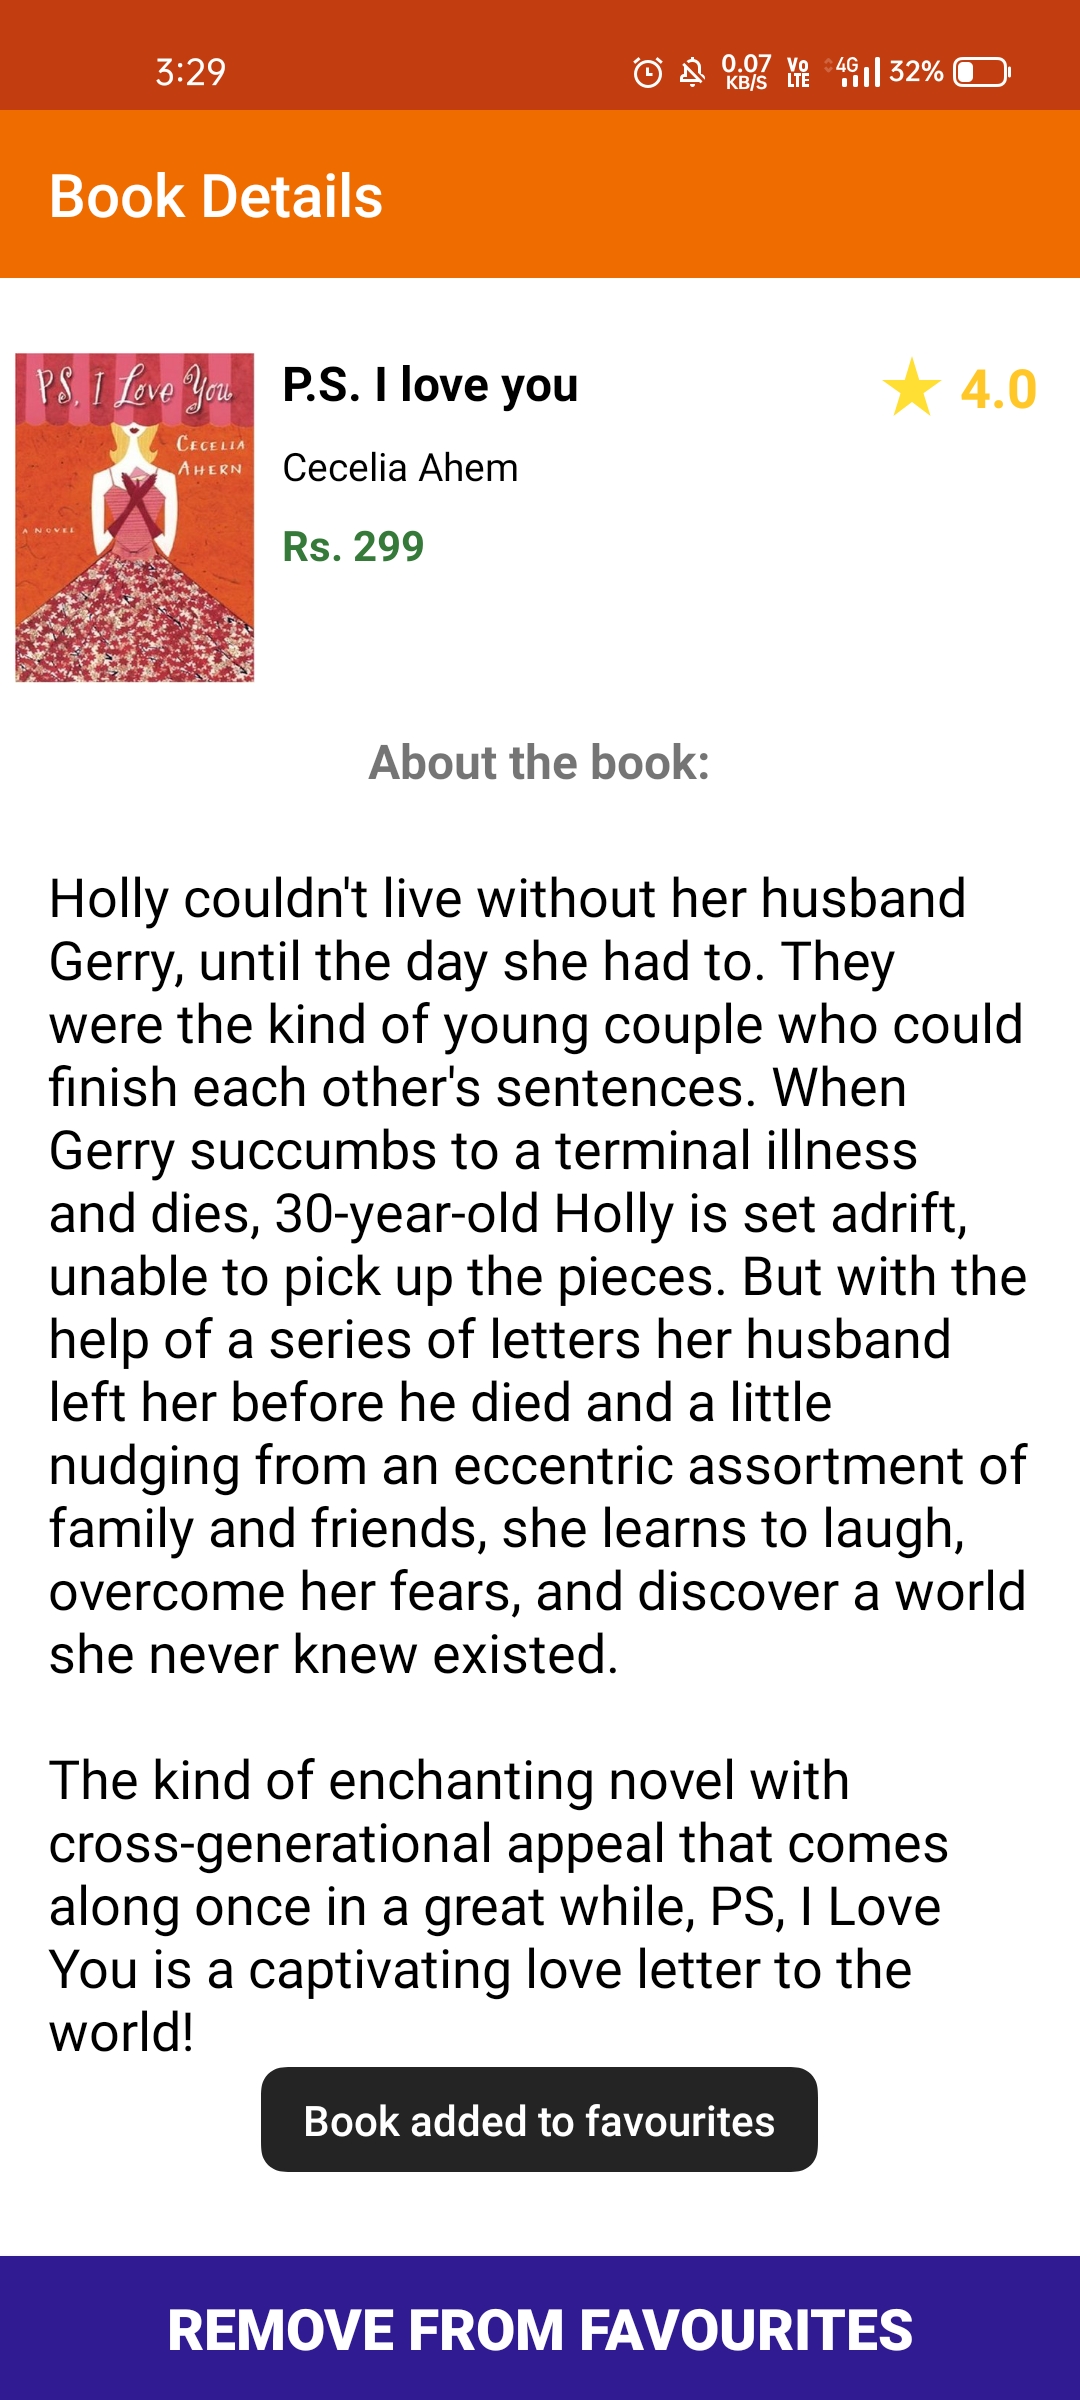 3:29
0.07
KB/S
Vo
LTE
4G
32%
Book Details
PS, I Love You
CECELIA
AHERN
A NOVEL
P.S. I love you
4.0
Cecelia Ahem
Rs. 299
About the book:
Holly couldn't live without her husband
Gerry, until the day she had to. They
were the kind of young couple who could
finish each other's sentences. When
Gerry succumbs to a terminal illness
and dies, 30-year-old Holly is set adrift,
unable to pick up the pieces. But with the
help of a series of letters her husband
left her before he died and a little
nudging from an eccentric assortment of
family and friends, she learns to laugh,
overcome her fears, and discover a world
she never knew existed.
The kind of enchanting novel with
cross-generational appeal that comes
along once in a great while, PS, I Love
You is a captivating love letter to the
world!
Book added to favourites
REMOVE FROM FAVOURITES